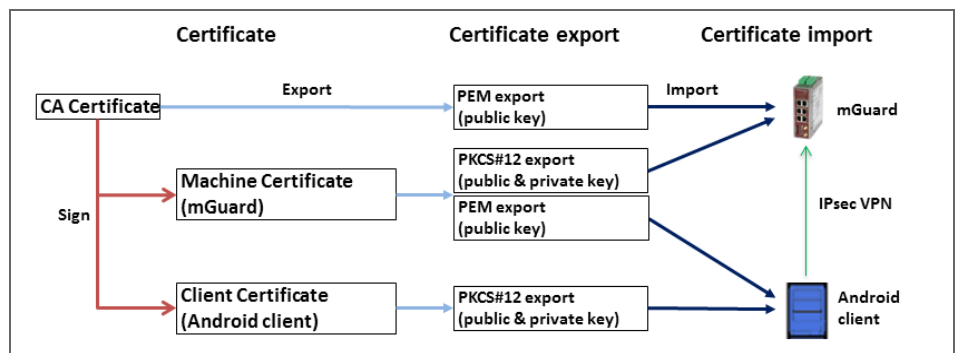 Certificate
Certificate export
Certificate import
Export
Import
CA Certificate
PEM export
(public key)
mGuard
PKCS#12 export
(public & private key)
Machine Certificate
(mGuard)
PEM export
(public key)
Sign
IPsec VPN
Client Certificate
(Android client)
PKCS#12 export
(public & private key)
Android
client